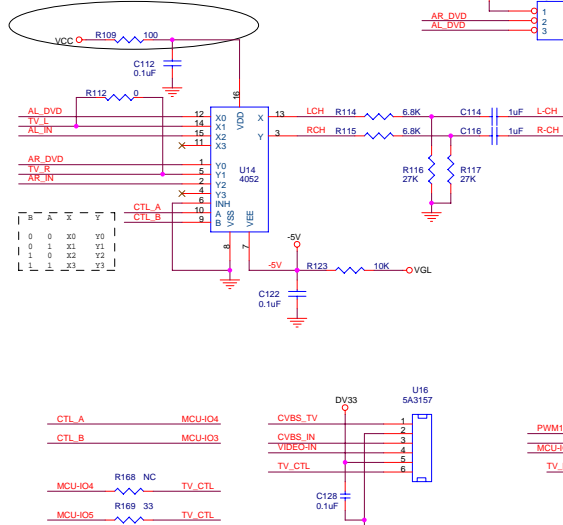 1
AR_DVD 2
AL_DVD 3
VCC R109 100
C112
0.1uF
R112 0
16
VDD
AL_DVD 12 X0 X 13 LCH R114 6.8K C114 1uF L-CH
TV_L 14 X1
AL_IN 15 X2 Y 3 RCH R115 6.8K C116 1uF R-CH
11 X3
AR_DVD 1 Y0
TV_R 5 Y1
AR_IN 2 Y2
4 Y3
U14
4052
R116
27K
R117
27K
6 INH
CTL_A 10 A
CTL_B 9 B
VSS VEE
8 7
B A X Y
0 0 X0 Y0
0 1 X1 Y1
1 0 X2 Y2
1 1 X3 Y3
-5V
-5V R123 10K VGL
C122
0.1uF
CTL_A MCU-IO4
CTL_B MCU-IO3
MCU-IO4 R168 NC TV_CTL
MCU-IO5 R169 33 TV_CTL
DV33
U16
5A3157
CVBS_TV 1
2
CVBS_IN 3
VIDEO-IN 4
5
TV_CTL 6
C128
0.1uF
PWM1